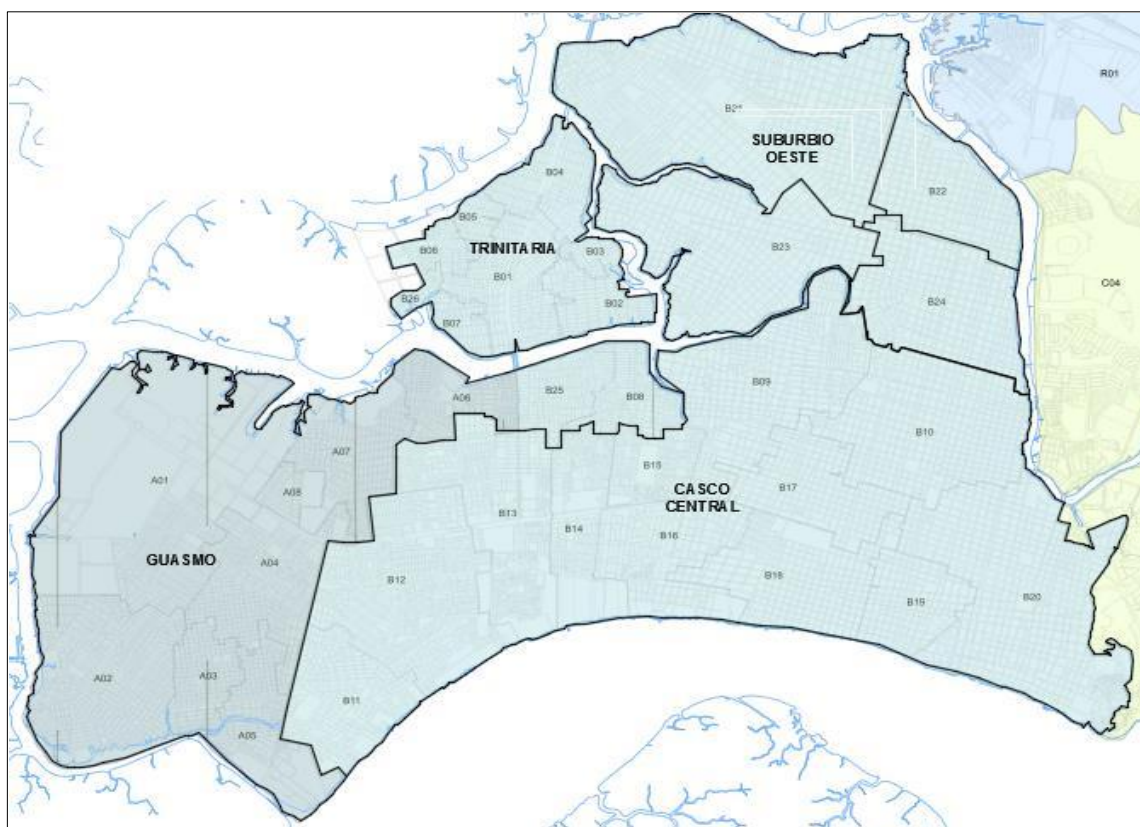 R01
B21
SUBURBIO
OESTE
B04
B22
B05
B06
TRINITARIA
B03
B23
B01
C04
B26
B02
B24
B07
B09
A06
B25
B08
B10
A07
B15
A01
A08
CASCO
CENTRAL
B17
B13
B14
B16
GUASMO
A04
B12
B18
B19
B20
A02
A03
B11
A05